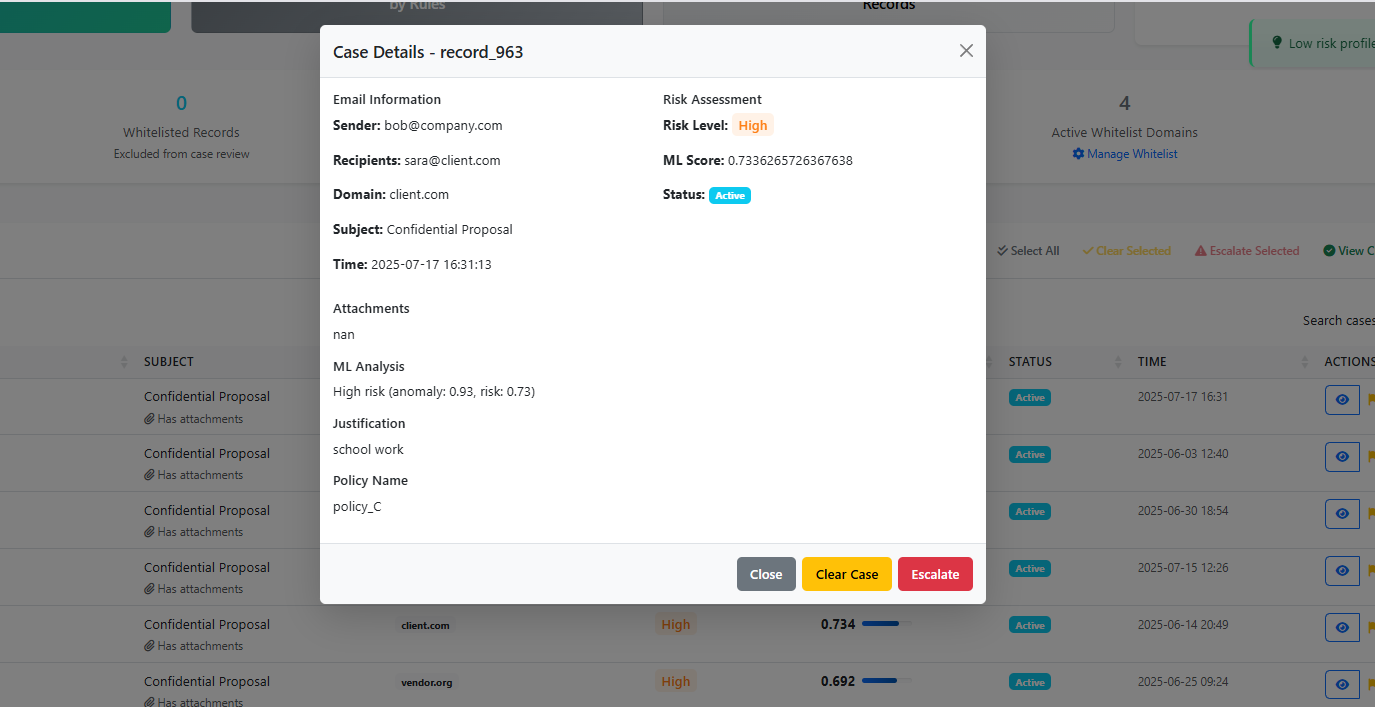 by Rules
Records
Case Details - record_963
Low risk profile
Email Information
Risk Assessment
Sender: bob@company.com
Risk Level: High
Recipients: sara@client.com
ML Score: 0.7336265726367638
Domain: client.com
Status: Active
Subject: Confidential Proposal
Time: 2025-07-17 16:31:13
Attachments
nan
ML Analysis
High risk (anomaly: 0.93, risk: 0.73)
Justification
school work
Policy Name
policy_C
Close
Clear Case
Escalate
0
Whitelisted Records
Excluded from case review
4
Active Whitelist Domains
Manage Whitelist
Select All
Clear Selected
Escalate Selected
View C
Search cases
SUBJECT
STATUS
TIME
ACTIONS
Confidential Proposal
Has attachments
Active
2025-07-17 16:31
Confidential Proposal
Has attachments
Active
2025-06-03 12:40
Confidential Proposal
Has attachments
Active
2025-06-30 18:54
Confidential Proposal
Has attachments
Active
2025-07-15 12:26
Confidential Proposal
Has attachments
client.com
High
0.734
Active
2025-06-14 20:49
Confidential Proposal
Has attachments
vendor.org
High
0.692
Active
2025-06-25 09:24